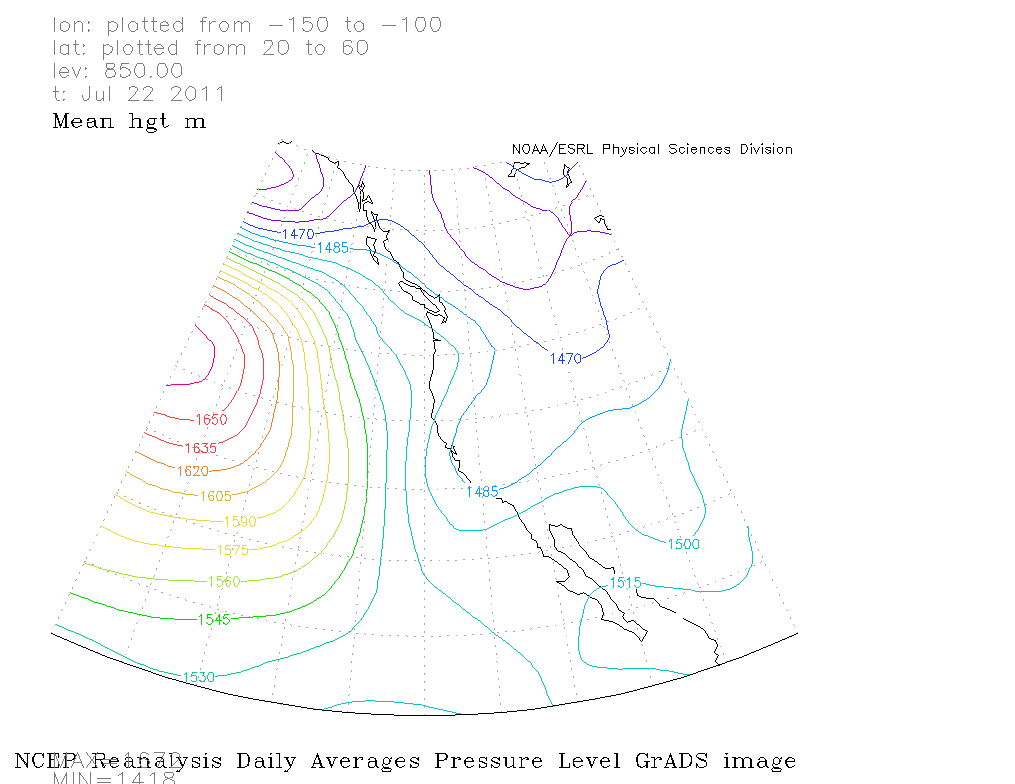 lon: plotted from −150 to −100
lat: plotted from 20 to 60
lev: 850.00
t: Jul 22 2011
Mean hgt m
NOAA/ESRL Physical Sciences Division
1470
1485
1470
1650
1635
1620
1485
1605
1590
1500
1575
1560
1515
1545
1530
MAX=1672
NCEP Reanalysis Daily Averages Pressure Level GrADS image
MIN=1418